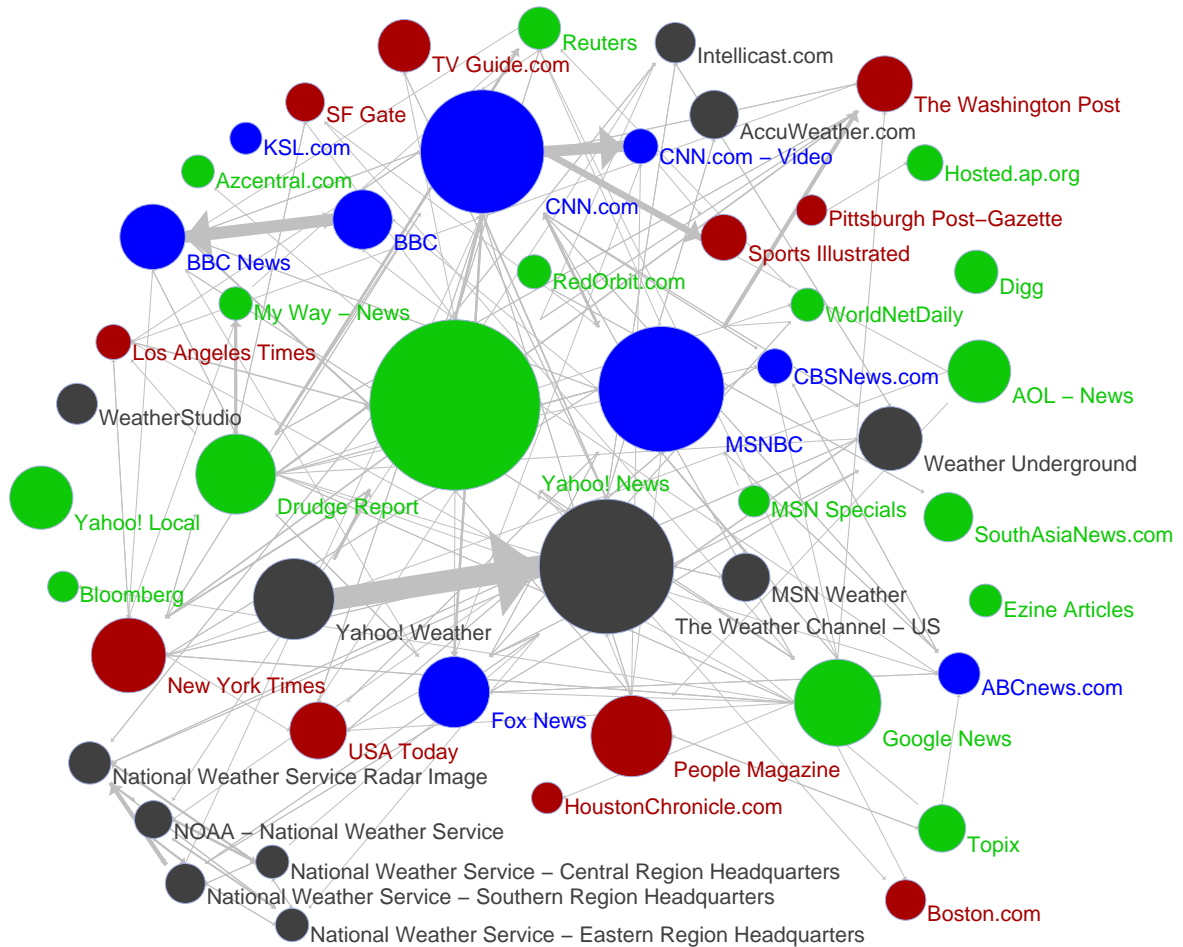 Reuters
Intellicast.com
TV Guide.com
The Washington Post
SF Gate
AccuWeather.com
KSL.com
CNN.com – Video
Azcentral.com
Hosted.ap.org
CNN.com
Pittsburgh Post–Gazette
BBC
Sports Illustrated
BBC News
RedOrbit.com
Digg
My Way – News
WorldNetDaily
Los Angeles Times
CBSNews.com
AOL – News
WeatherStudio
MSNBC
Weather Underground
Yahoo! News
Drudge Report
MSN Specials
Yahoo! Local
SouthAsiaNews.com
Bloomberg
MSN Weather
Ezine Articles
Yahoo! Weather
The Weather Channel – US
New York Times
ABCnews.com
Fox News
Google News
USA Today
People Magazine
National Weather Service Radar Image
HoustonChronicle.com
NOAA – National Weather Service
Topix
National Weather Service – Central Region Headquarters
National Weather Service – Southern Region Headquarters
Boston.com
National Weather Service – Eastern Region Headquarters